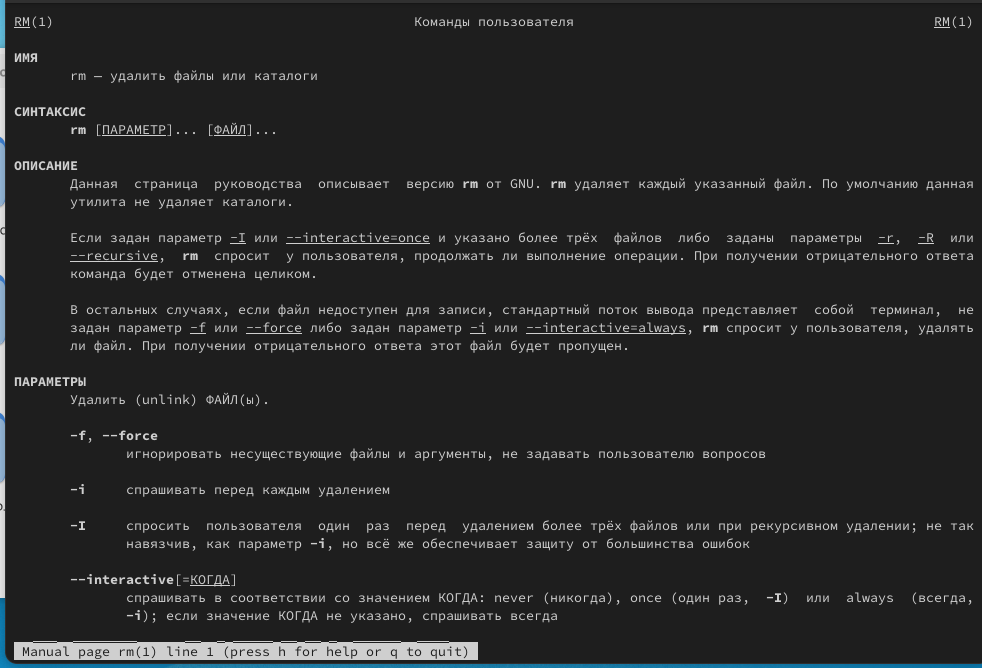 RM(1) Команды пользователя RM(1)
ИМЯ
rm — удалить файлы или каталоги
СИНТАКСИС
rm [ПАРАМЕТР]... [ФАЙЛ]...
ОПИСАНИЕ
Данная страница руководства описывает версию rm от GNU. rm удаляет каждый указанный файл. По умолчанию данная
утилита не удаляет каталоги.
Если задан параметр -I или --interactive=once и указано более трёх файлов либо заданы параметры -r, -R или
--recursive, rm спросит у пользователя, продолжать ли выполнение операции. При получении отрицательного ответа
команда будет отменена целиком.
В остальных случаях, если файл недоступен для записи, стандартный поток вывода представляет собой терминал, не
задан параметр -f или --force либо задан параметр -i или --interactive=always, rm спросит у пользователя, удалять
ли файл. При получении отрицательного ответа этот файл будет пропущен.
ПАРАМЕТРЫ
Удалить (unlink) ФАЙЛ(ы).
-f, --force
игнорировать несуществующие файлы и аргументы, не задавать пользователю вопросов
-i спрашивать перед каждым удалением
-I спросить пользователя один раз перед удалением более трёх файлов или при рекурсивном удалении; не так
навязчив, как параметр -i, но всё же обеспечивает защиту от большинства ошибок
--interactive[=КОГДА]
спрашивать в соответствии со значением КОГДА: never (никогда), once (один раз, -I) или always (всегда,
-i); если значение КОГДА не указано, спрашивать всегда
Manual page rm(1) line 1 (press h for help or q to quit)